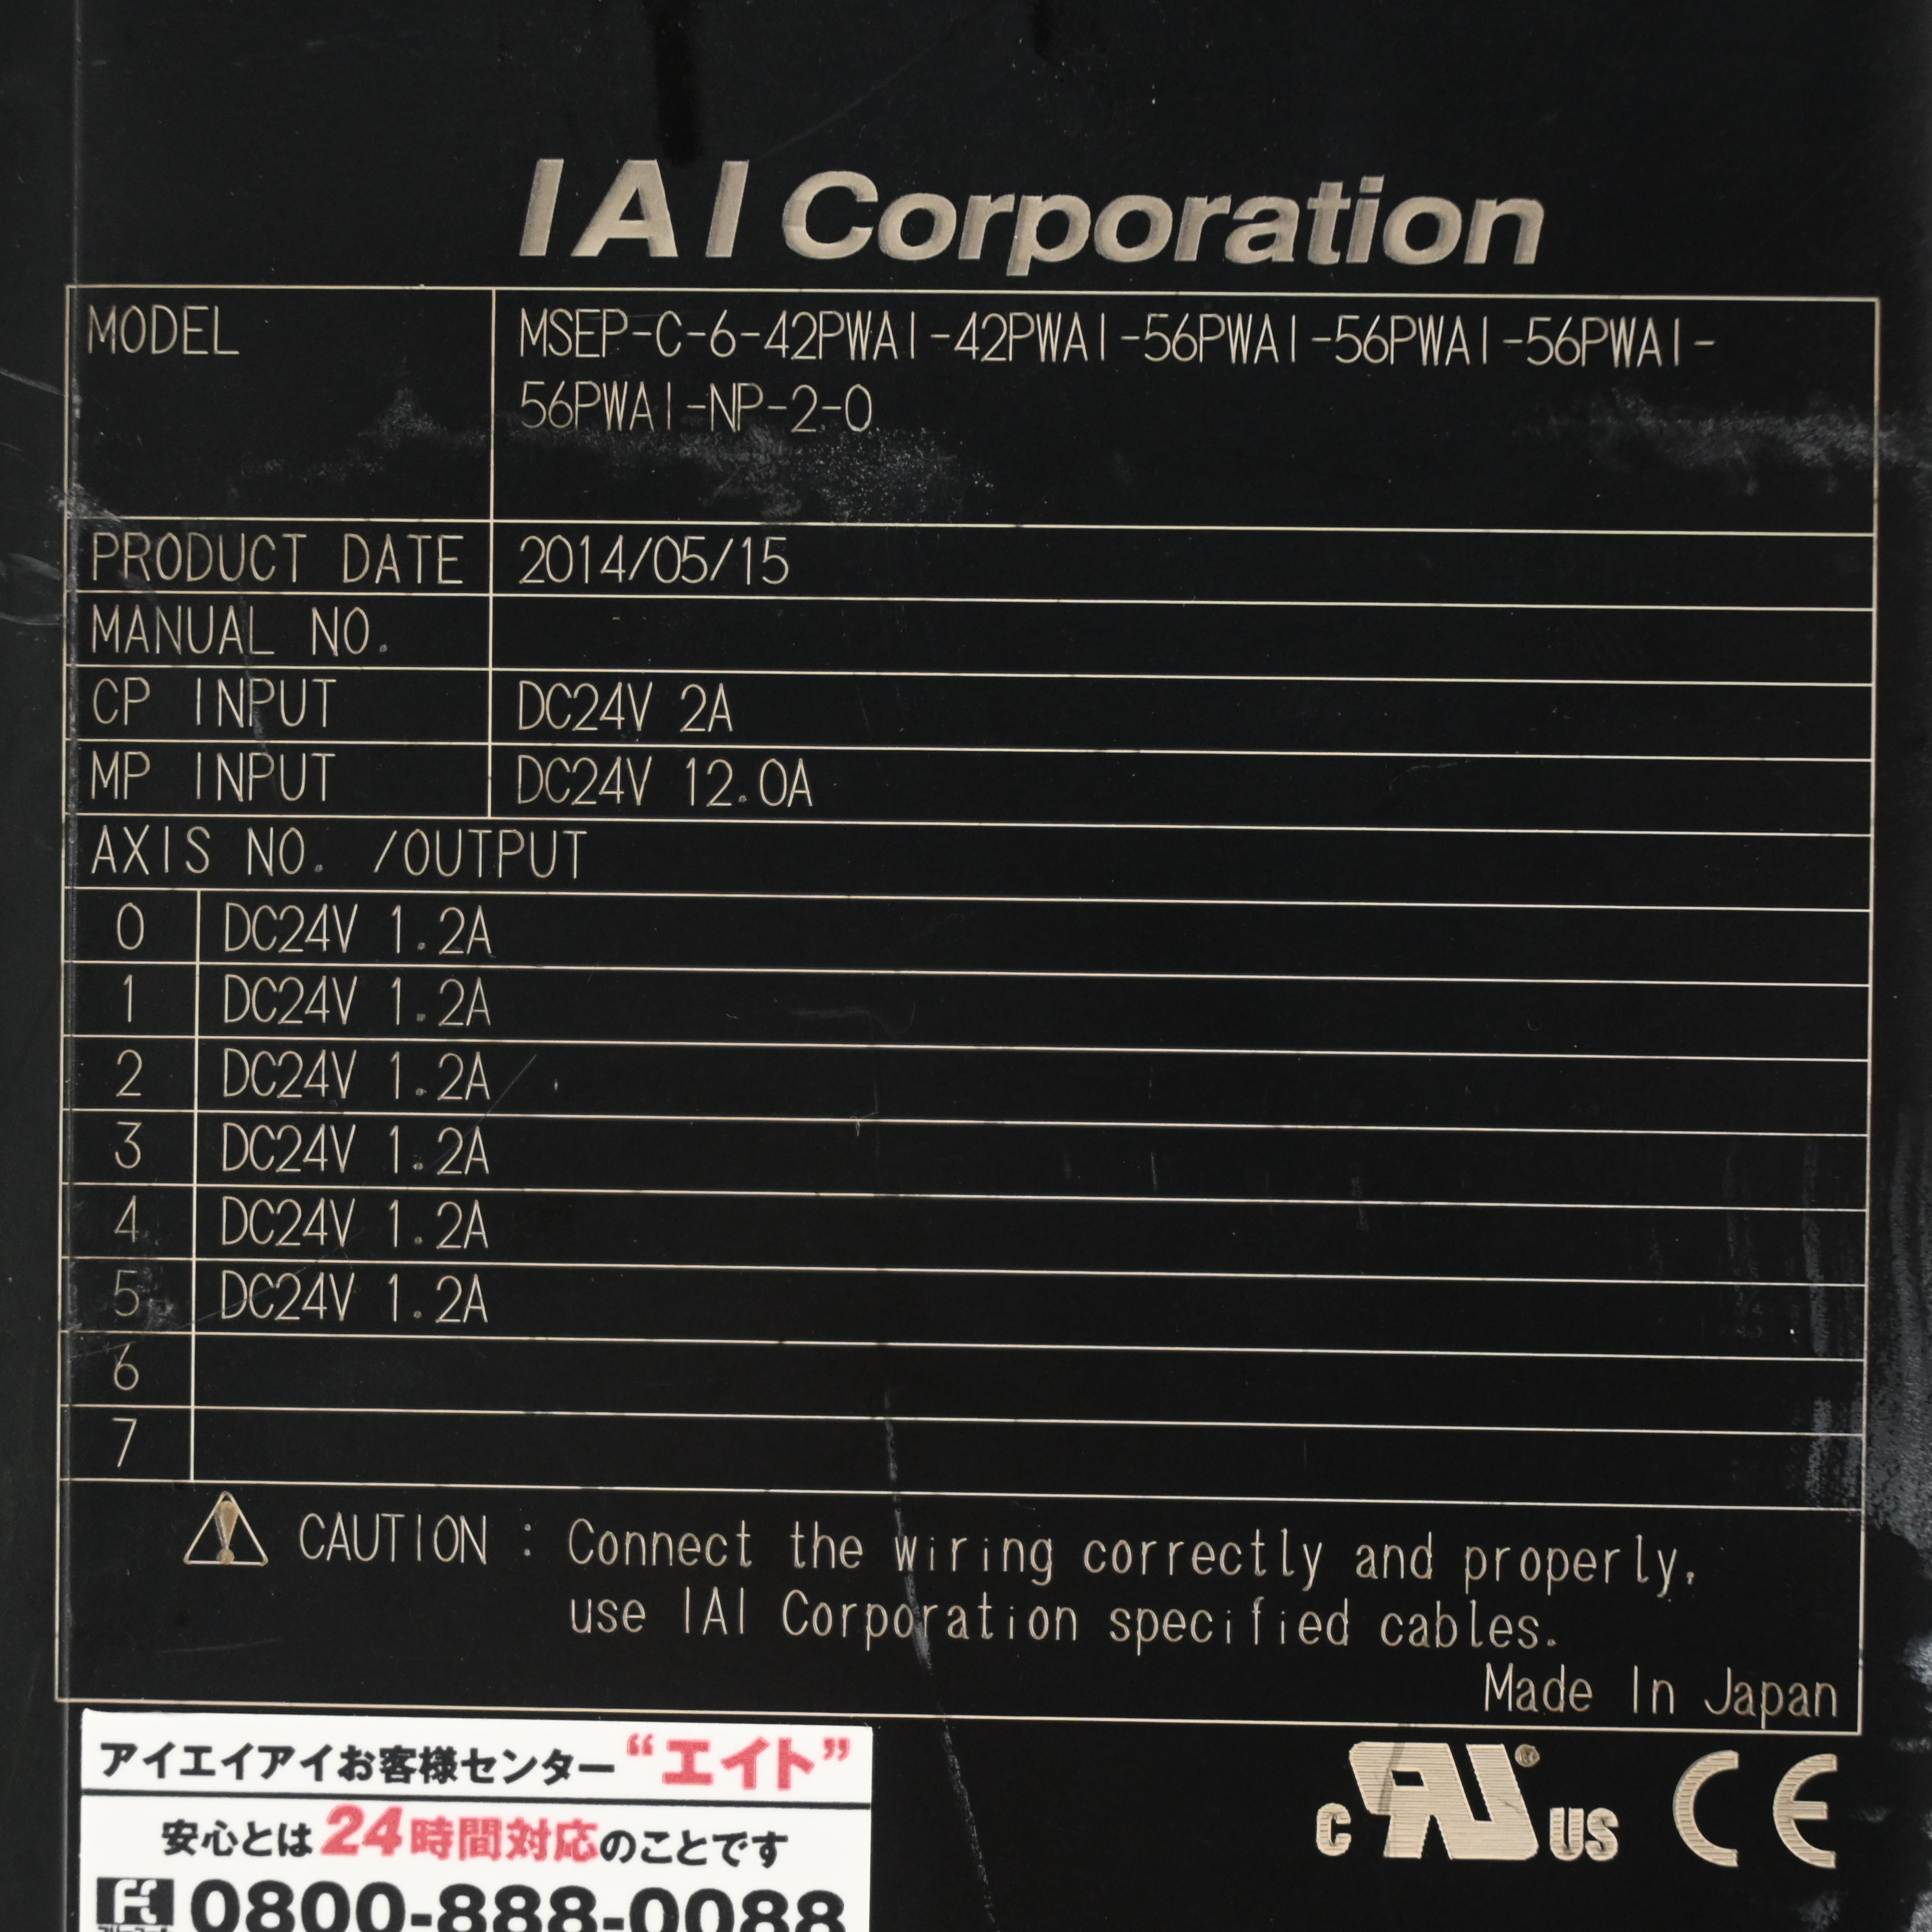 IAI Corporation
MODEL MSEP-C-6-42PWAI-42PWAI-56PWAI-56PWAI-56PWAI-
56PWAI-NP-2-0
PRODUCT DATE 2014/05/15
MANUAL NO.
CP INPUT DC24V 2A
MP INPUT DC24V 12.0A
AXIS NO. /OUTPUT
0 DC24V 1.2A
1 DC24V 1.2A
2 DC24V 1.2A
3 DC24V 1.2A
4 DC24V 1.2A
5 DC24V 1.2A
6
7
CAUTION : Connect the wiring correctly and properly,
use IAI Corporation specified cables.
Made In Japan
アイエイアイお客様センター“エイト”
安心とは24時間対応のことです
0800-888-0088
c RU ® US CE